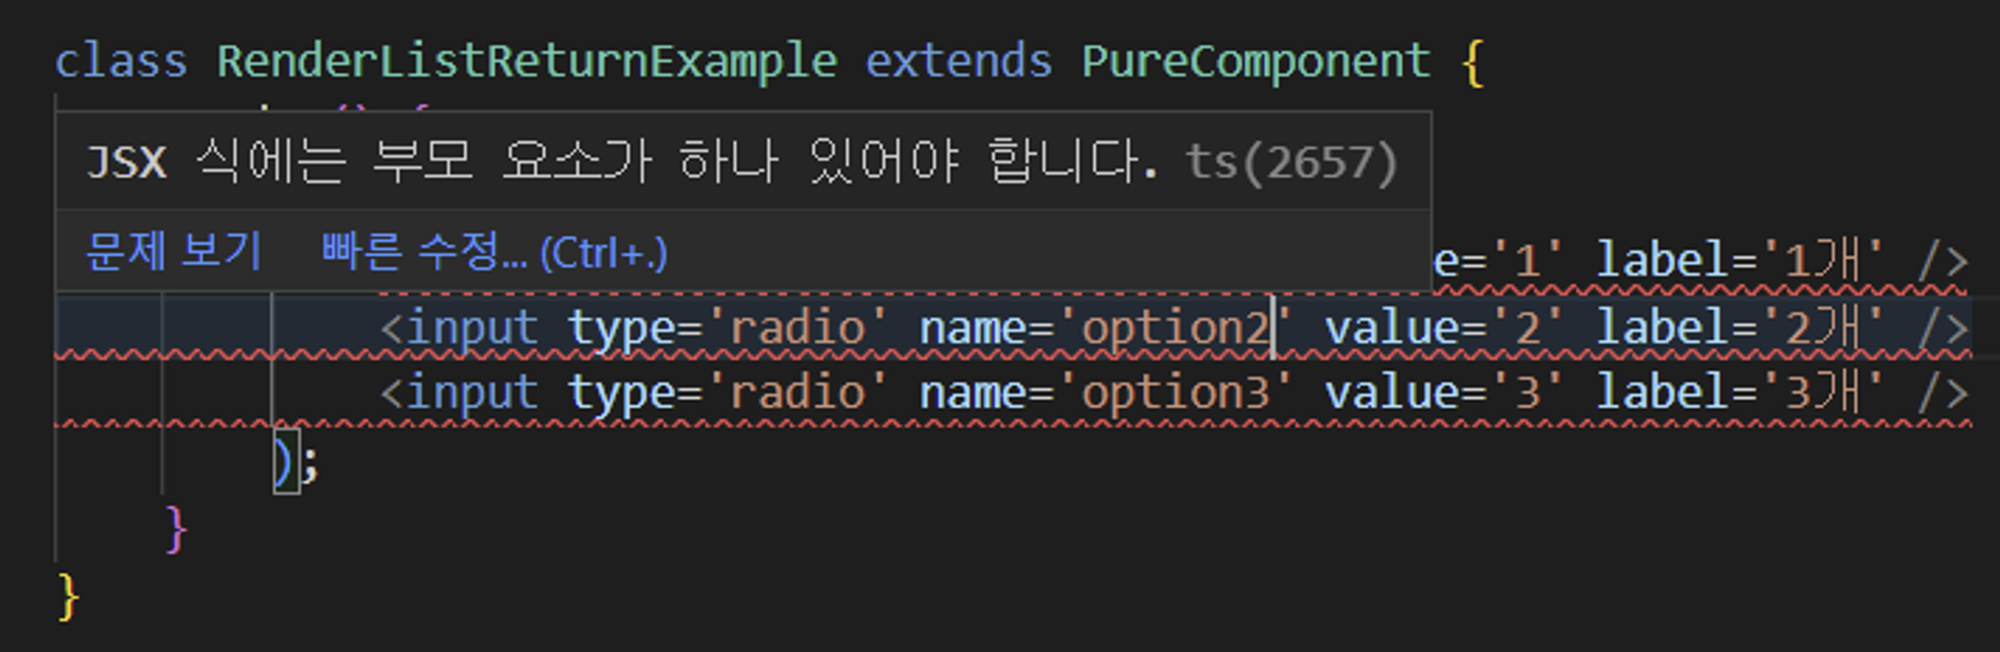 class RenderListReturnExample extends PureComponent {
JSX 식에는 부모 요소가 하나 있어야 합니다. ts(2657)
문제 보기 빠른 수정... (Ctrl+.)
e='1' label='1개' />
<input type='radio' name='option2' value='2' label='2개' />
<input type='radio' name='option3' value='3' label='3개' />
);
}
}